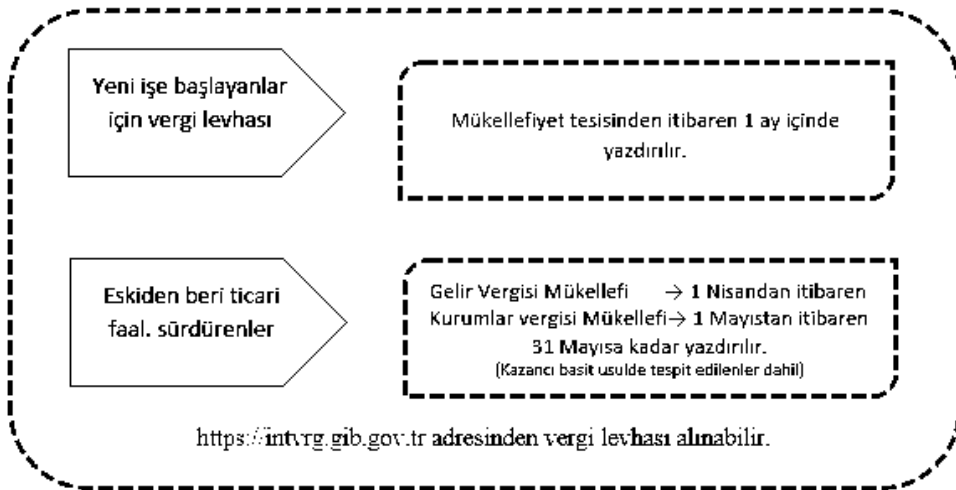 Yeni işe başlayanlar
için vergi levhası
Mükellefiyet tesisinden itibaren 1 ay içinde
yazdırılır.
Eskiden beri ticari
faal. sürdürenler
Gelir Vergisi Mükellefi → 1 Nisandan itibaren
Kurumlar vergisi Mükellefi→ 1 Mayıstan itibaren
31 Mayısa kadar yazdırılır.
(Kazancı basit usulde tespit edilenler dahil)
https://intvrg.gib.gov.tr adresinden vergi levhası alınabilir.